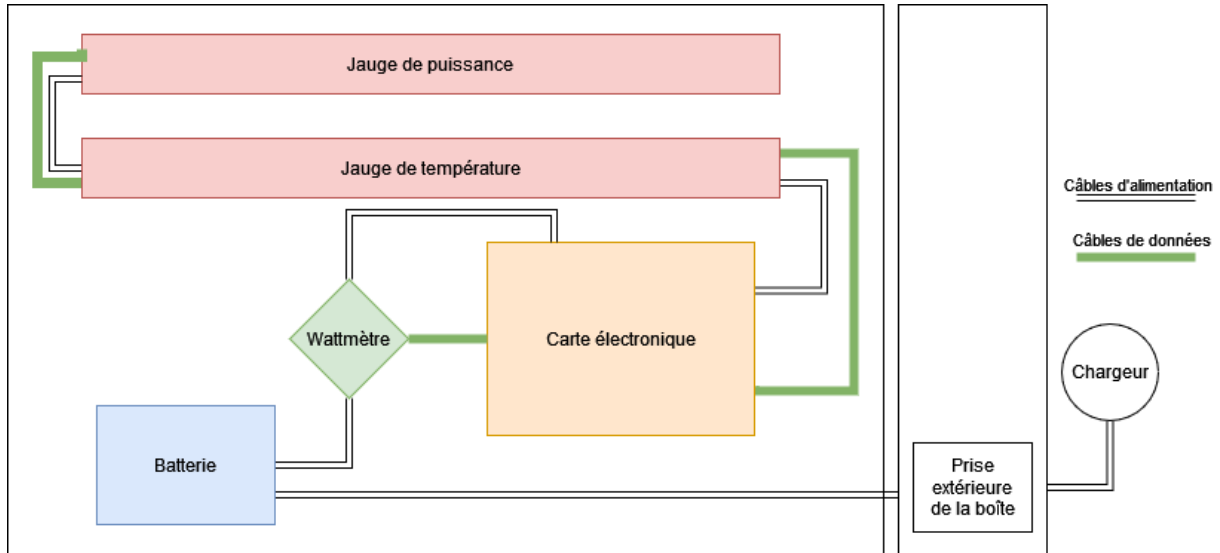 Jauge de puissance
Jauge de température
Câbles d'alimentation
Câbles de données
Wattmètre
Carte électronique
Chargeur
Batterie
Prise
extérieure
de la boîte